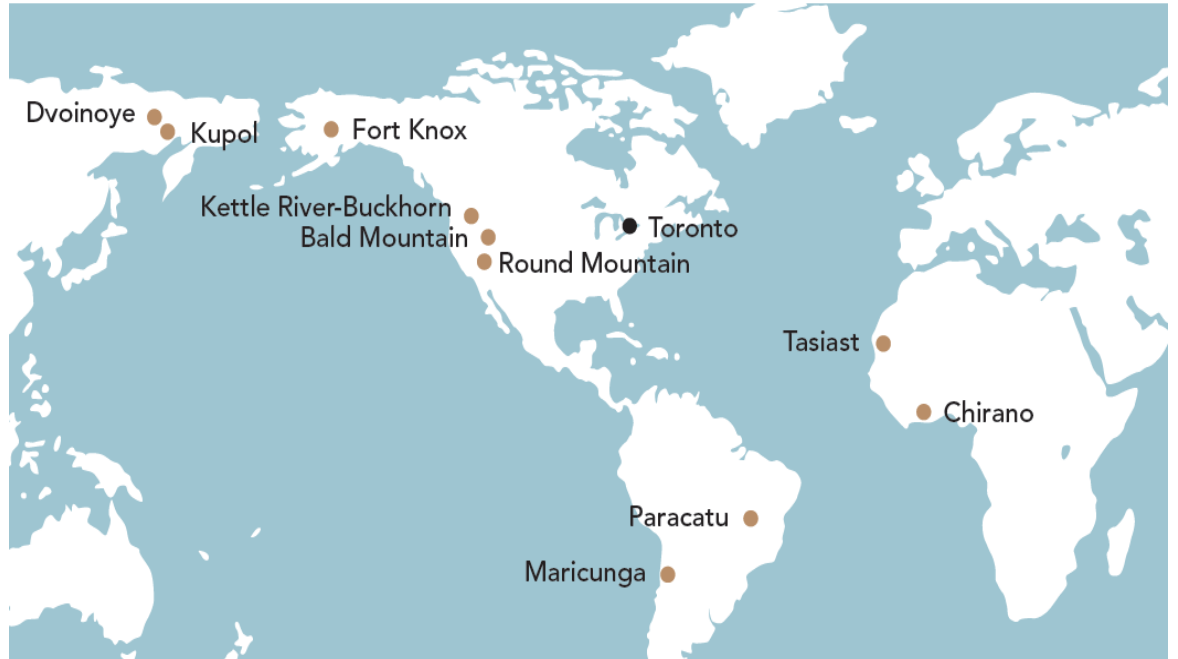 Dvoinoye
Kupol
Fort Knox
Kettle River-Buckhorn
Toronto
Bald Mountain
Round Mountain
Tasiast
Chirano
Paracatu
Maricunga